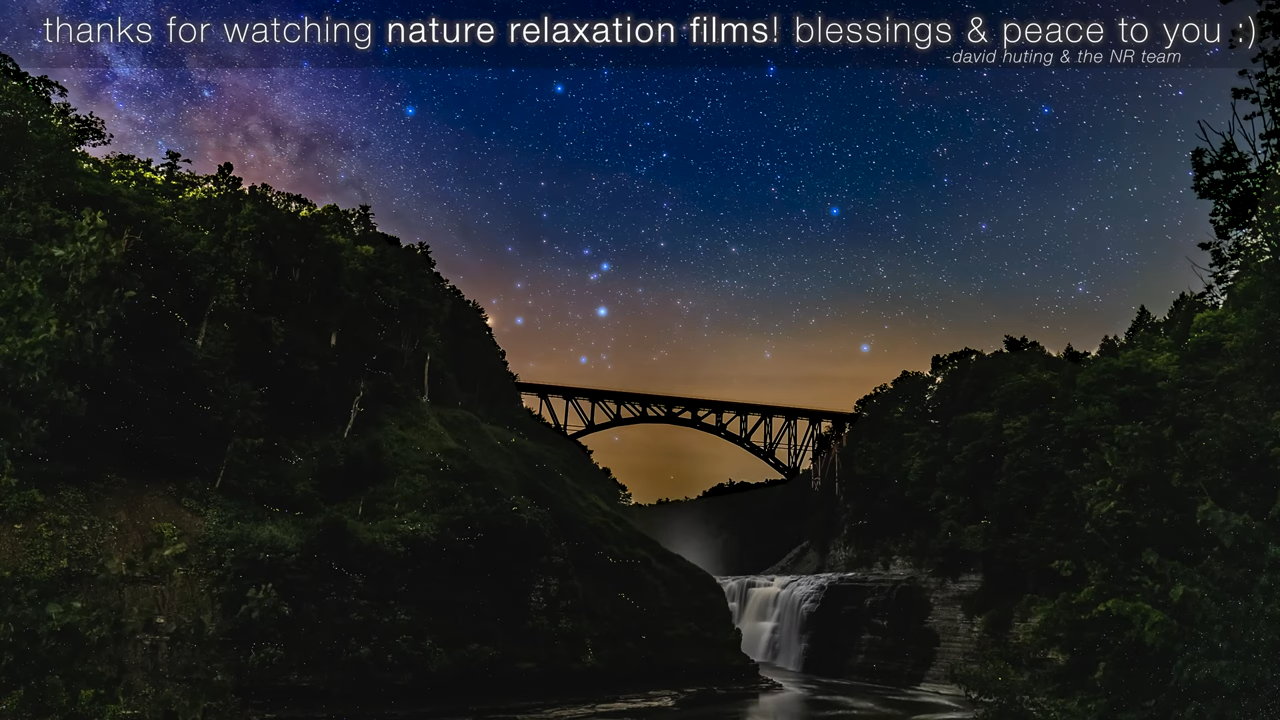 thanks for watching nature relaxation films! blessings & peace to you :)
-david huting & the NR team